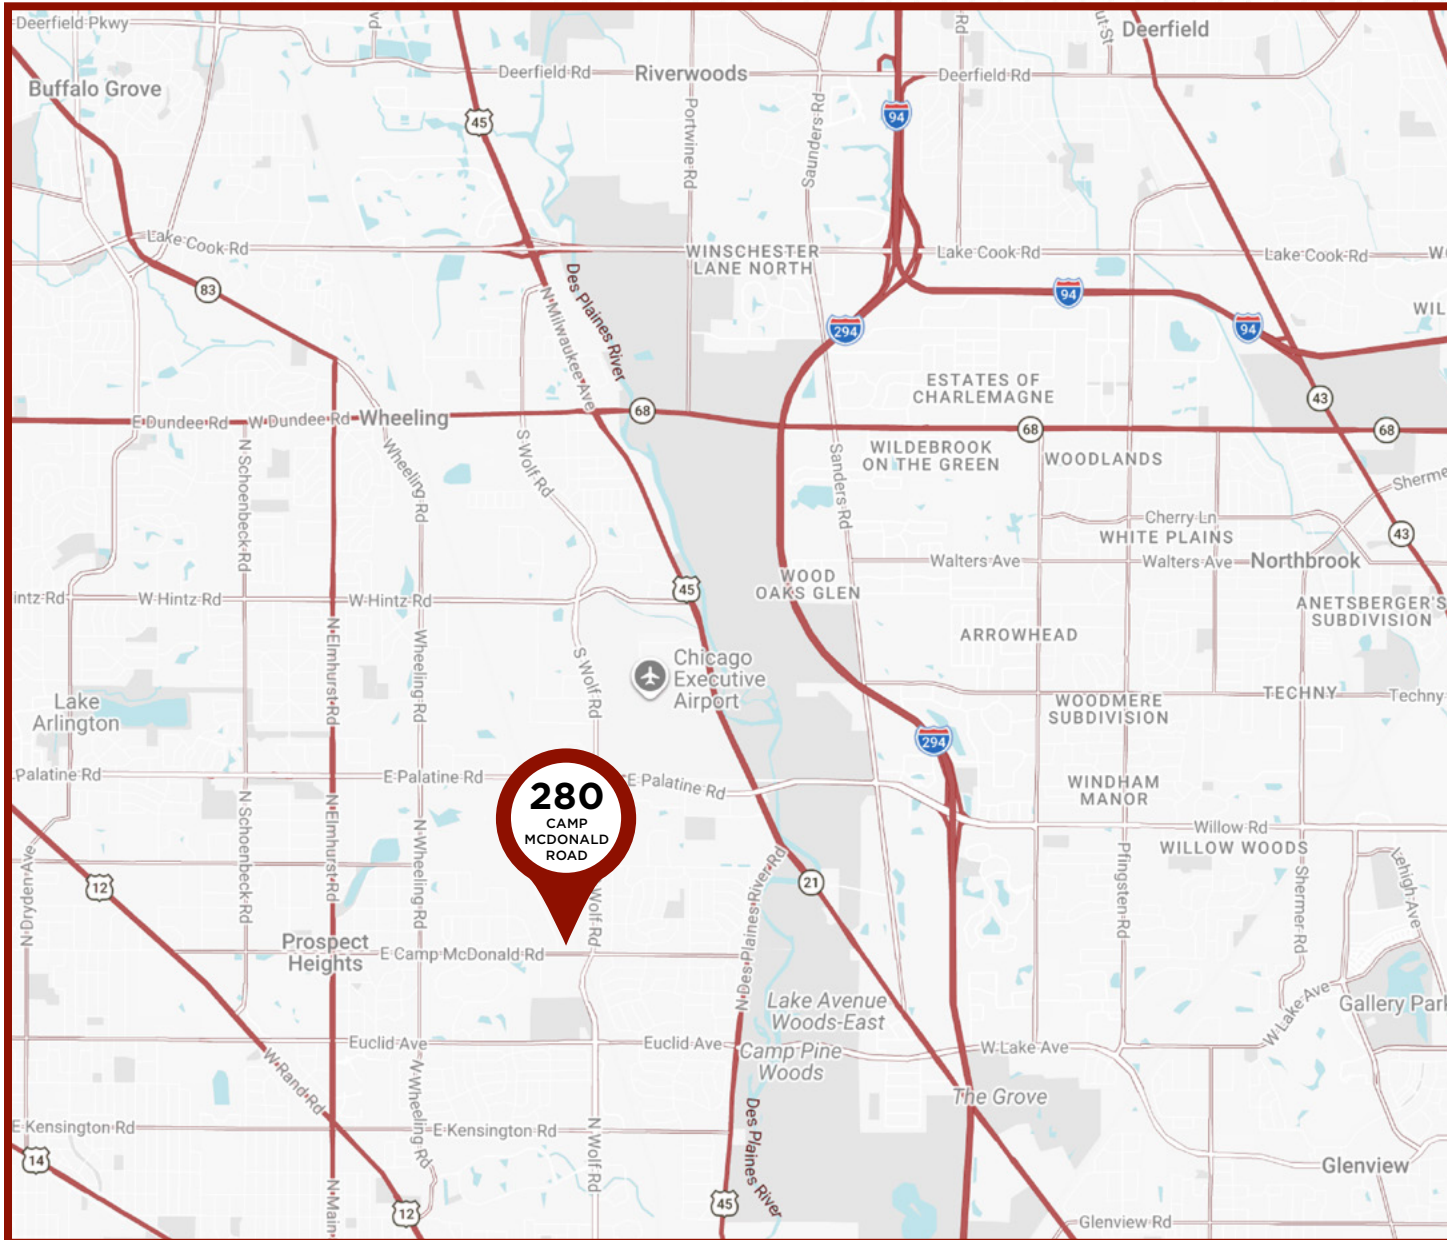 Deerfield Pkwy
Deerfield
Buffalo Grove
Deerfield Rd
Riverwoods
Deerfield Rd
45
94
Portwine Rd
Saunders Rd
Rd
Lake Cook Rd
WINSCHESTER
LANE NORTH
Lake Cook Rd
Lake Cook Rd
83
N Milwaukee Ave
Des Plaines River
294
94
94
ESTATES OF
CHARLEMAGNE
43
E Dundee Rd
W Dundee Rd
Wheeling
68
68
68
WILDEBROOK
ON THE GREEN
WOODLANDS
N Schoenbeck Rd
Wheeling Rd
S Wolf Rd
Sanders Rd
Cherry Ln
WHITE PLAINS
43
Walters Ave
Walters Ave
Northbrook
WOOD
OAKS GLEN
45
intz Rd
W Hintz Rd
W Hintz Rd
ANETSBERGER'S
SUBDIVISION
ARROWHEAD
N Elmhurst Rd
Wheeling Rd
S Wolf Rd
Chicago
Executive
Airport
Lake
Arlington
WOODMERE
SUBDIVISION
TECHNY
Techny
294
Palatine Rd
E Palatine Rd
E Palatine Rd
WINDHAM
MANOR
280
CAMP
MCDONALD
ROAD
N Schoenbeck Rd
N Elmhurst Rd
N Wheeling Rd
Willow Rd
WILLOW WOODS
N Dryden Ave
12
Wolf Rd
N Des Plaines River Rd
21
Pfingsten Rd
Shermer Rd
Lehigh Ave
Prospect
Heights
E Camp McDonald Rd
Lake Avenue
Woods-East
Gallery Park
W Lake Ave
Euclid Ave
Euclid Ave
Camp Pine
Woods
W Lake Ave
W Rand Rd
N Wheeling Rd
The Grove
E Kensington Rd
E Kensington Rd
N Wolf Rd
Des Plaines River
14
Glenview
N Main
12
45
Glenview Rd